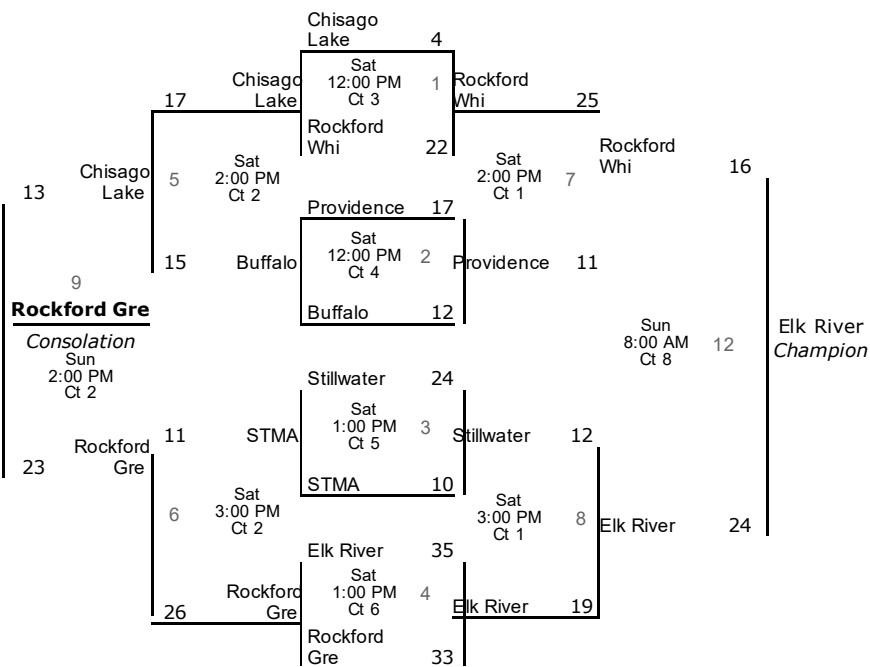 Chisago
Lake 4
Sat
12:00 PM
Ct 3
1
Chisago
Lake
17
Rockford
Whi 25
Rockford
Whi 22
Rockford
Whi 16
Chisago
Lake
13
5
Sat
2:00 PM
Ct 2
Sat
2:00 PM
Ct 1
7
Providence 17
Sat
12:00 PM
Ct 4
2
15 Buffalo
Providence 11
Buffalo 12
9
Rockford Gre
Consolation
Sun
2:00 PM
Ct 2
Sun
8:00 AM
Ct 8
12
Elk River
Champion
Stillwater 24
Sat
1:00 PM
Ct 5
3
11 STMA
Stillwater 12
STMA 10
Rockford
Gre
23
6
Sat
3:00 PM
Ct 2
Sat
3:00 PM
Ct 1
8
Elk River 24
Elk River 35
Sat
1:00 PM
Ct 6
4
Rockford
Gre
26
Elk River 19
Rockford
Gre 33